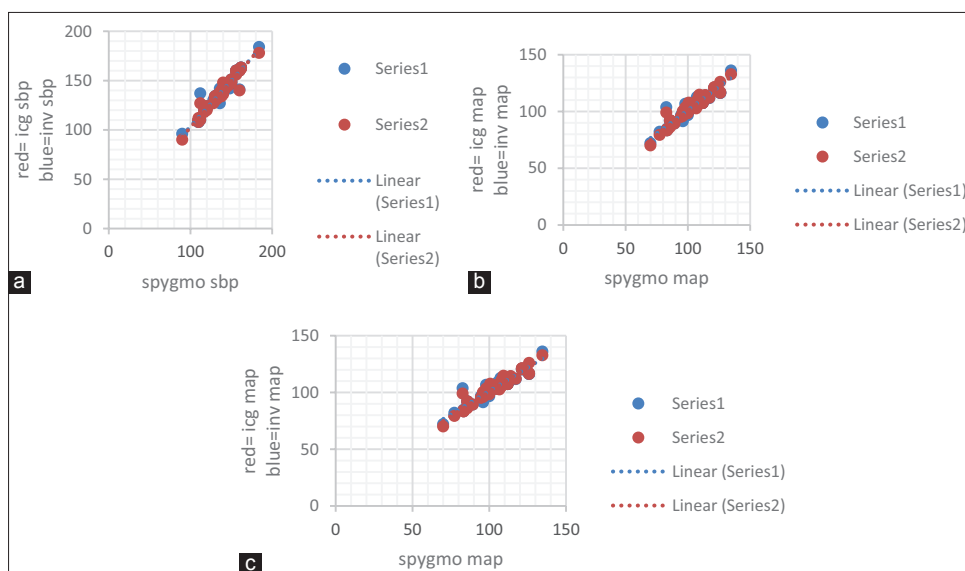 200
150
100
50
0
0
100
200
red= icg sbp
blue=inv sbp
spygmo sbp
Series1
Series2
Linear
(Series1)
Linear
(Series2)
a
150
100
50
0
0
50
100
150
red= icg map
blue=inv map
spygmo map
Series1
Series2
Linear (Series1)
Linear (Series2)
b
150
100
50
0
0
50
100
150
red= icg map
blue=inv map
spygmo map
Series1
Series2
Linear (Series1)
Linear (Series2)
c